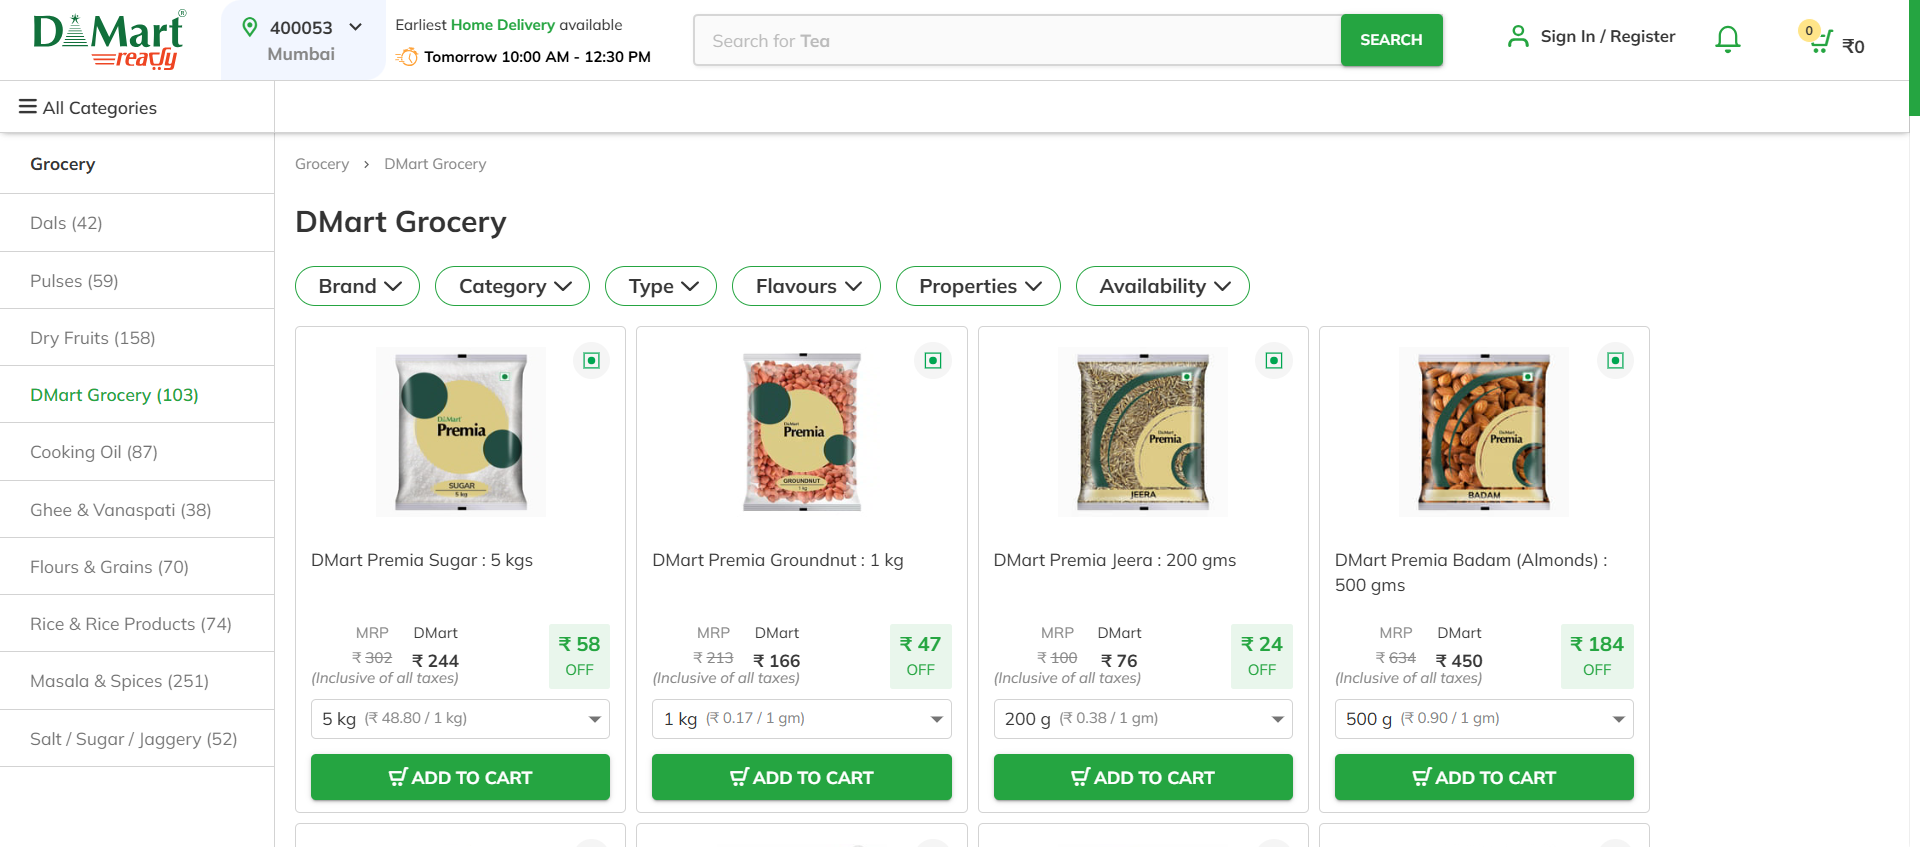 D Mart®
ready
400053
Mumbai
Earliest Home Delivery available
Tomorrow 10:00 AM - 12:30 PM
Search for Tea
SEARCH
Sign In / Register
0
₹0
All Categories
Grocery
Dals (42)
Pulses (59)
Dry Fruits (158)
DMart Grocery (103)
Cooking Oil (87)
Ghee & Vanaspati (38)
Flours & Grains (70)
Rice & Rice Products (74)
Masala & Spices (251)
Salt / Sugar / Jaggery (52)
Grocery › DMart Grocery
DMart Grocery
Brand
Category
Type
Flavours
Properties
Availability
D Mart
Premia
SUGAR
5 kg
DMart Premia Sugar : 5 kgs
MRP DMart
₹ 302 ₹ 244
(Inclusive of all taxes)
₹ 58
OFF
5 kg (₹ 48.80 / 1 kg)
ADD TO CART
D Mart
Premia
GROUNDNUT
1 kg
DMart Premia Groundnut : 1 kg
MRP DMart
₹ 213 ₹ 166
(Inclusive of all taxes)
₹ 47
OFF
1 kg (₹ 0.17 / 1 gm)
ADD TO CART
D Mart
Premia
JEERA
DMart Premia Jeera : 200 gms
MRP DMart
₹ 100 ₹ 76
(Inclusive of all taxes)
₹ 24
OFF
200 g (₹ 0.38 / 1 gm)
ADD TO CART
D Mart
Premia
BADAM
DMart Premia Badam (Almonds) :
500 gms
MRP DMart
₹ 634 ₹ 450
(Inclusive of all taxes)
₹ 184
OFF
500 g (₹ 0.90 / 1 gm)
ADD TO CART